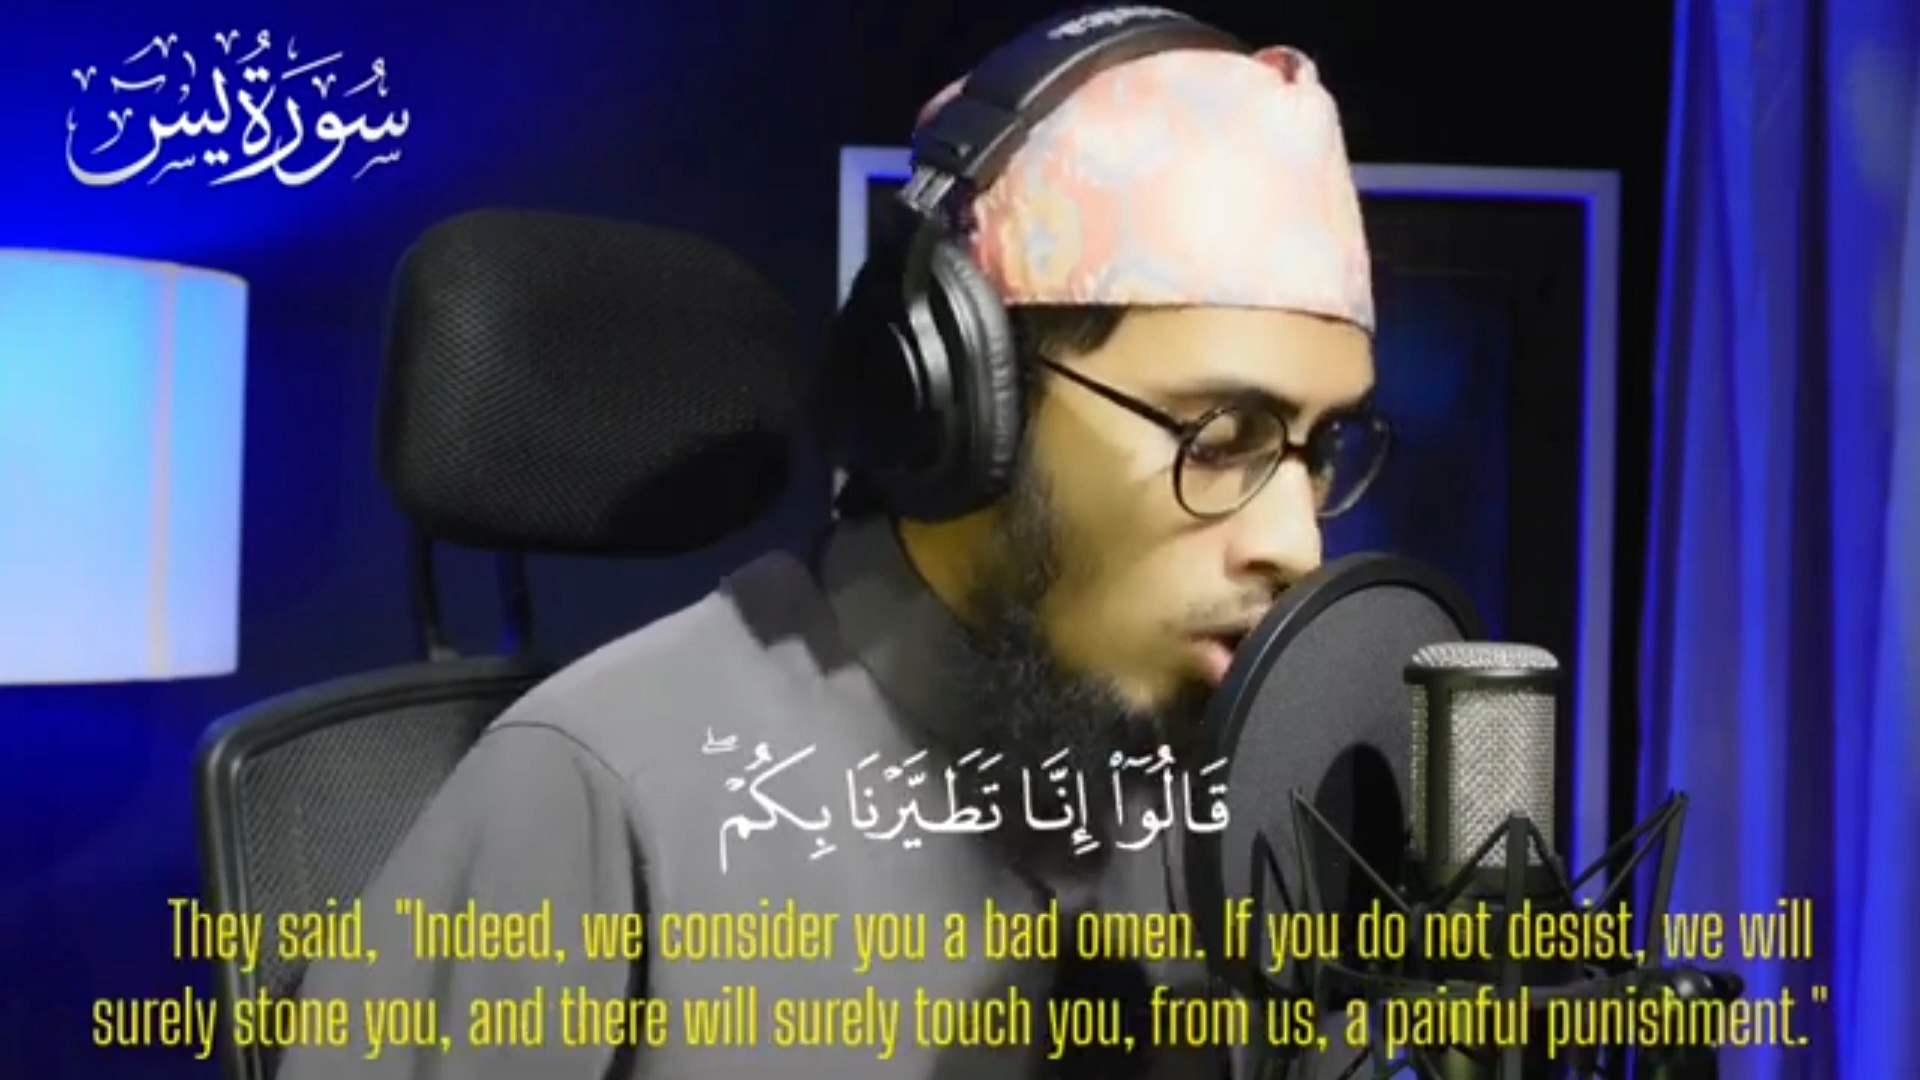 سُورَةُ يسٓ
قَالُوٓا۟ إِنَّا تَطَيَّرْنَا بِكُمْ ۖ
They said, "Indeed, we consider you a bad omen. If you do not desist, we will
surely stone you, and there will surely touch you, from us, a painful punishment."